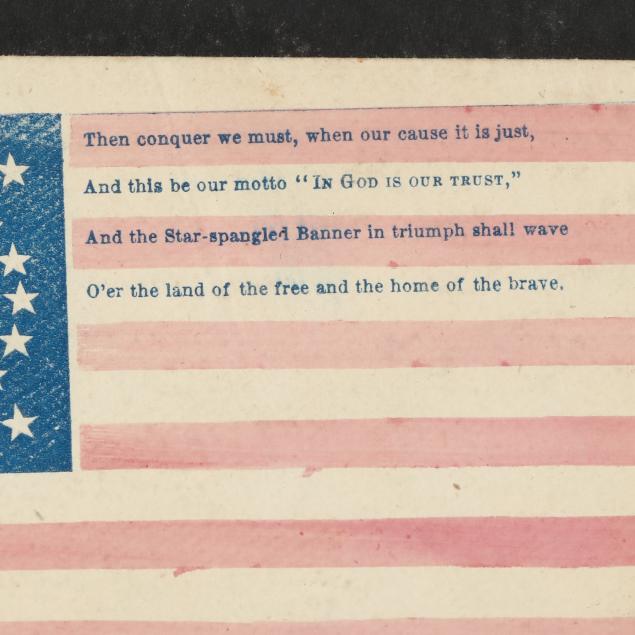 Then conquer we must, when our cause it is just,
And this be our motto “IN GOD IS OUR TRUST,”
And the Star-spangled Banner in triumph shall wave
O'er the land of the free and the home of the brave.